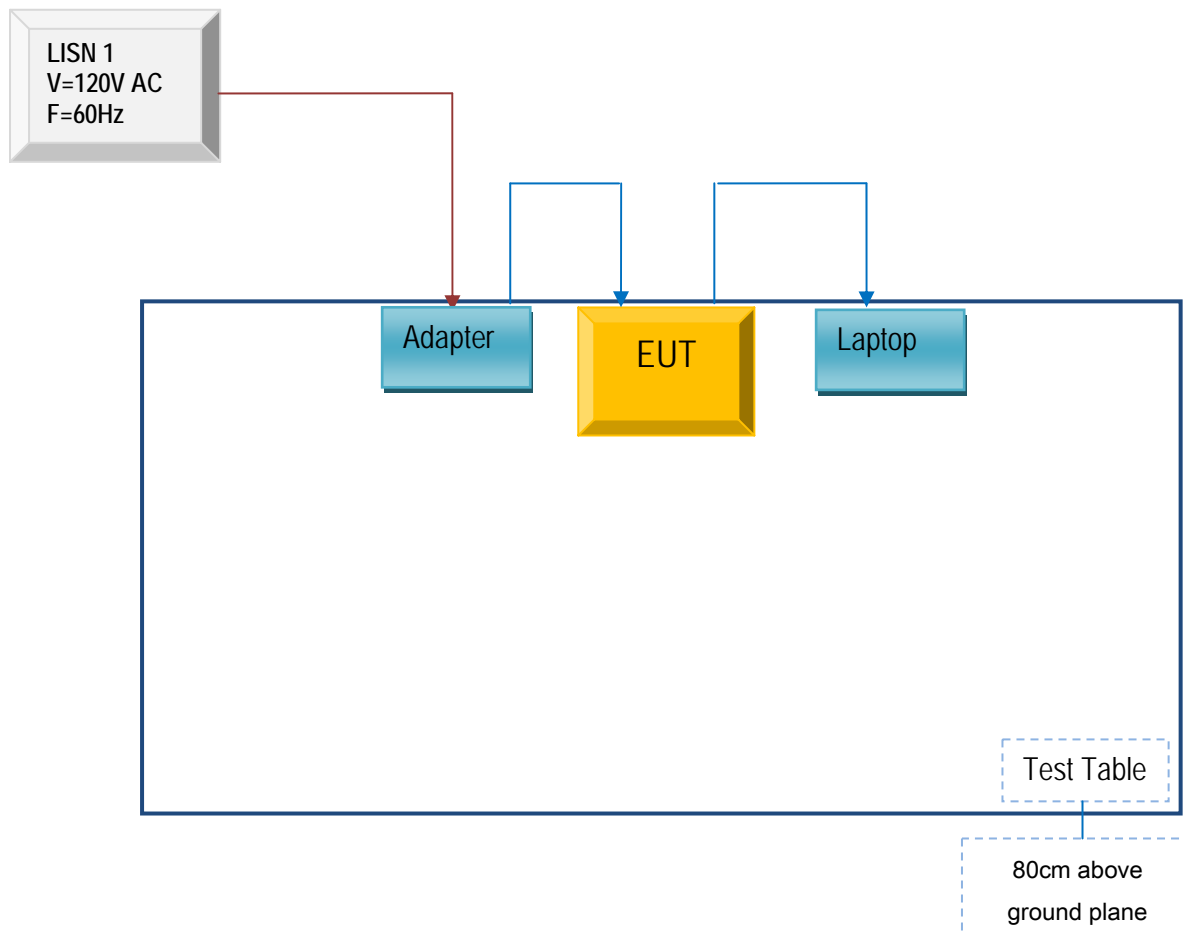 LISN 1
V=120V AC
F=60Hz
Adapter
EUT
Laptop
Test Table
80cm above
ground plane